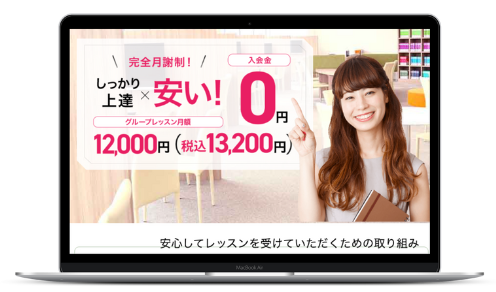 完全月謝制！
しっかり
上達
×
安い！
入会金
0円
グループレッスン月額
12,000円（税込13,200円）
安心してレッスンを受けていただくための取り組み
MacBook Air